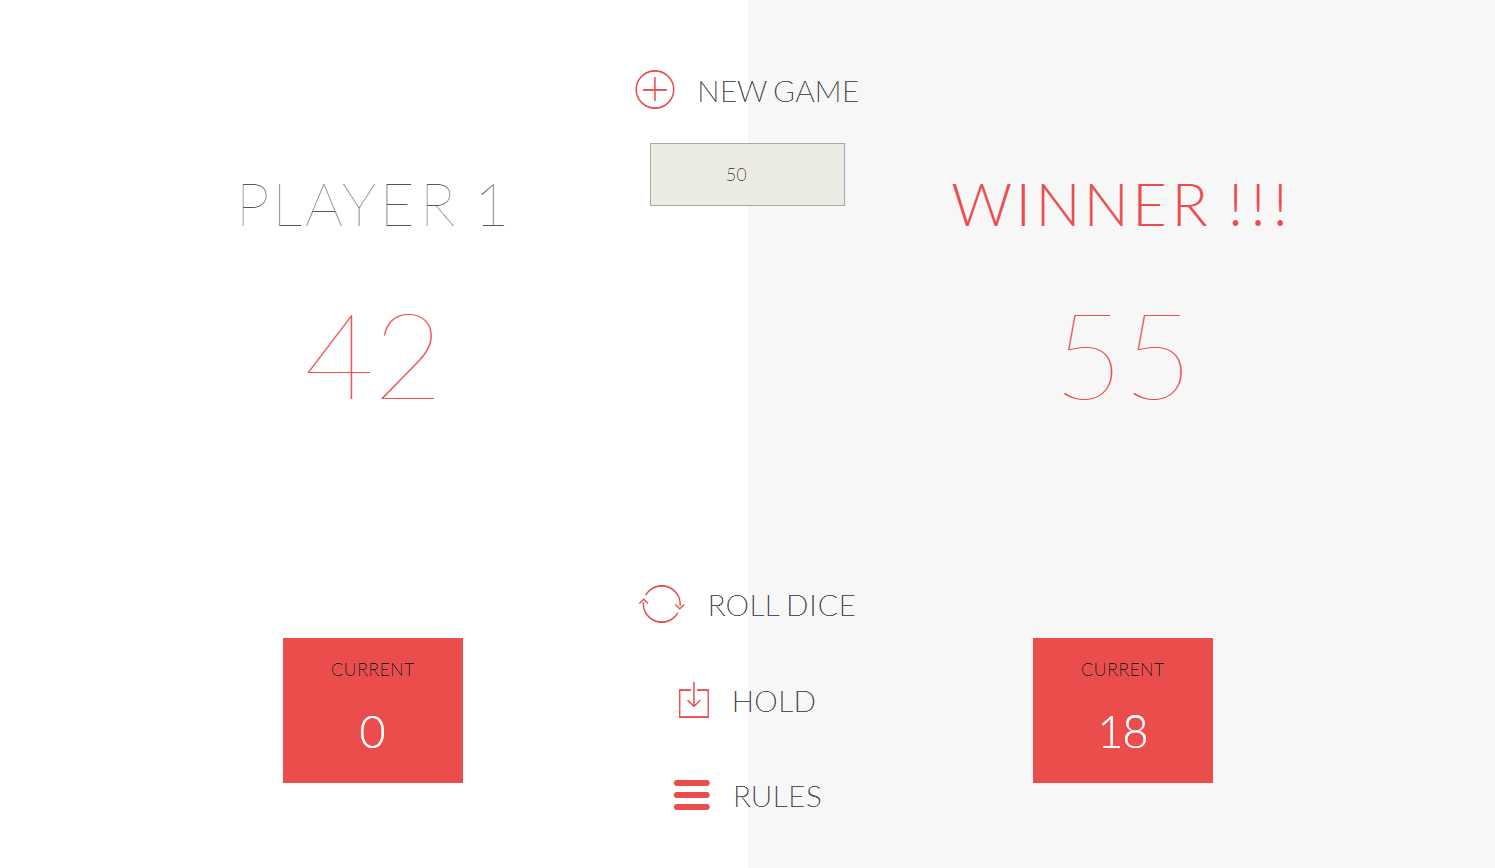 NEW GAME
50
PLAYER 1
42
WINNER !!!
55
ROLL DICE
HOLD
RULES
CURRENT
0
CURRENT
18